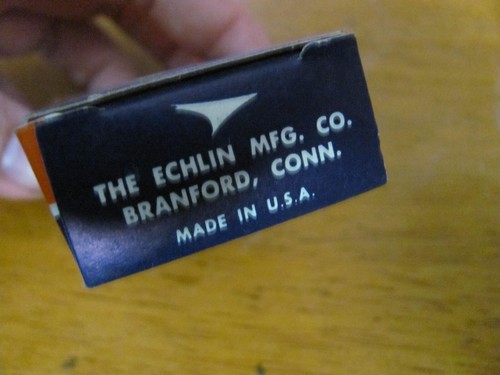 THE ECHLIN MFG. CO.
BRANFORD, CONN.
MADE IN U.S.A.